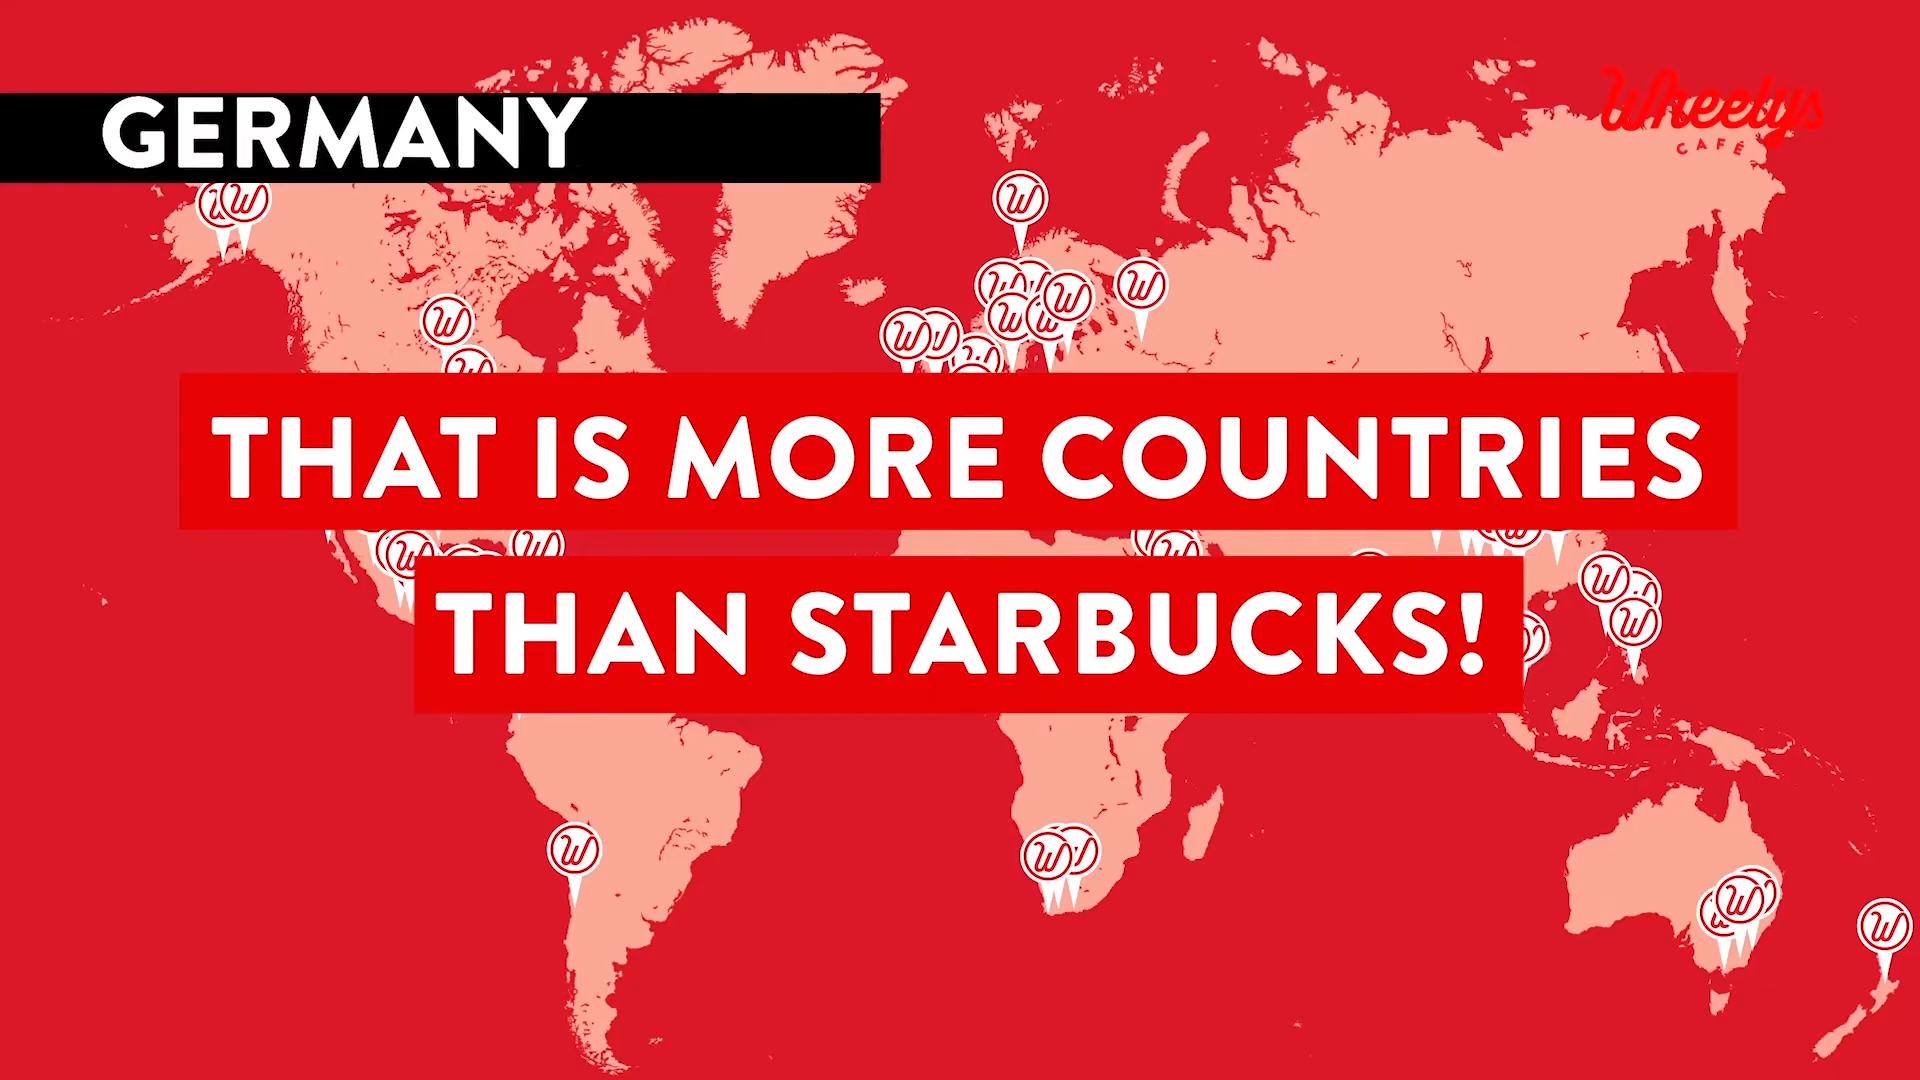 GERMANY
Wheelys
CAFÉ
THAT IS MORE COUNTRIES
THAN STARBUCKS!